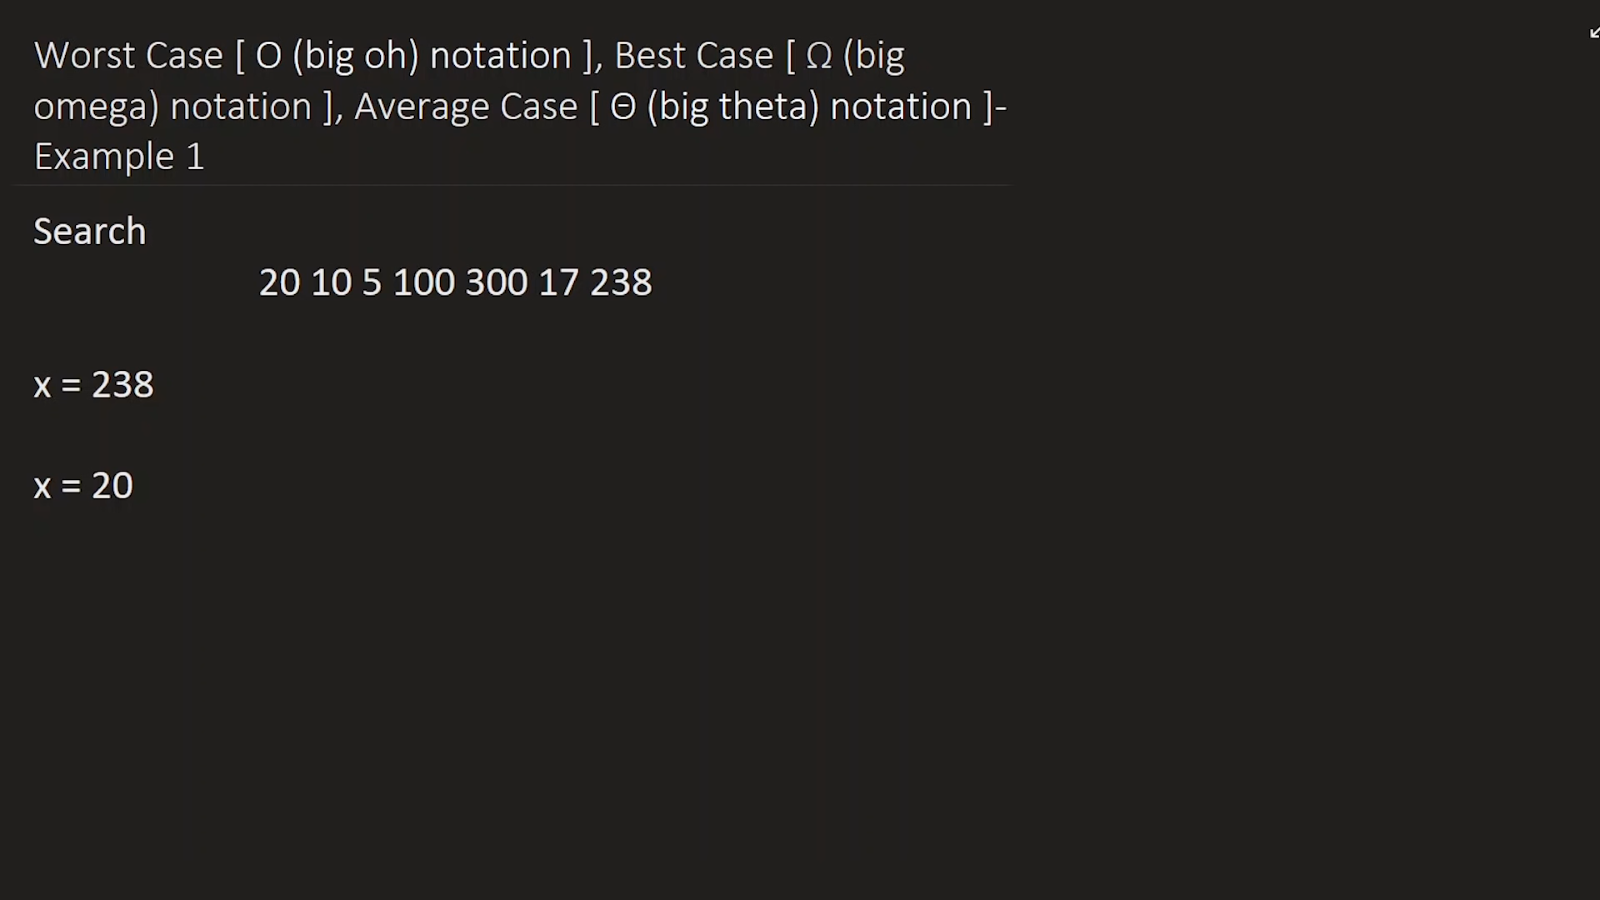 Worst Case [ O (big oh) notation ], Best Case [ Ω (big
omega) notation ], Average Case [ Θ (big theta) notation ]-
Example 1
Search
20 10 5 100 300 17 238
x = 238
x = 20